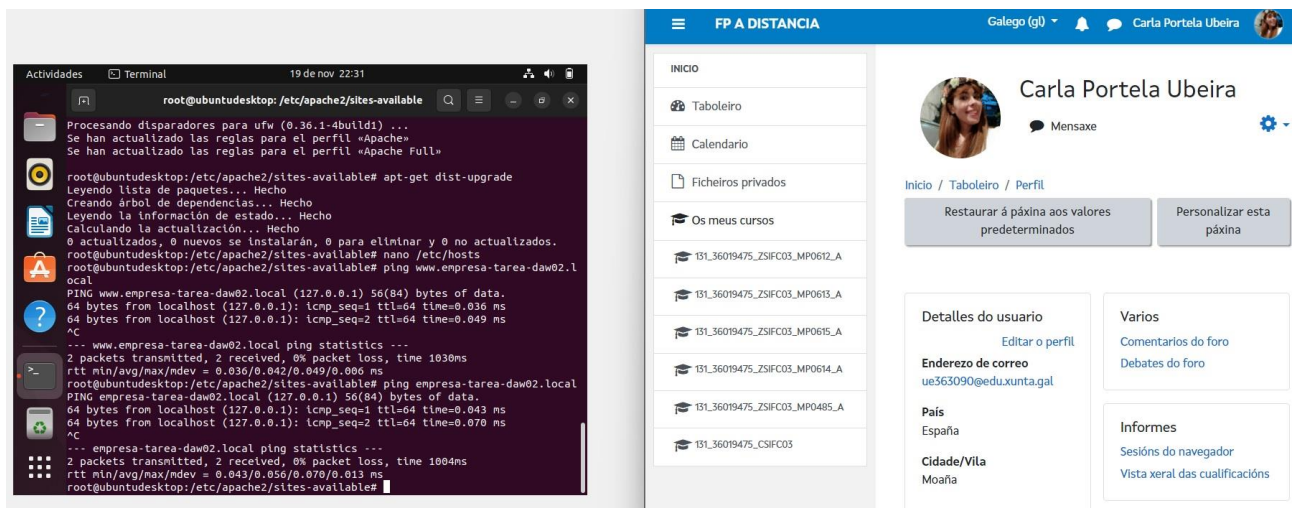 Actividades
Terminal
19 de nov 22:31
root@ubuntudesktop: /etc/apache2/sites-available
Procesando disparadores para ufw (0.36.1-4build1) ...
Se han actualizado las reglas para el perfil «Apache»
Se han actualizado las reglas para el perfil «Apache Full»
root@ubuntudesktop:/etc/apache2/sites-available# apt-get dist-upgrade
Leyendo lista de paquetes... Hecho
Creando árbol de dependencias... Hecho
Leyendo la información de estado... Hecho
Calculando la actualización... Hecho
0 actualizados, 0 nuevos se instalarán, 0 para eliminar y 0 no actualizados.
root@ubuntudesktop:/etc/apache2/sites-available# nano /etc/hosts
root@ubuntudesktop:/etc/apache2/sites-available# ping www.empresa-tarea-daw02.l
ocal
PING www.empresa-tarea-daw02.local (127.0.0.1) 56(84) bytes of data.
64 bytes from localhost (127.0.0.1): icmp_seq=1 ttl=64 time=0.036 ms
64 bytes from localhost (127.0.0.1): icmp_seq=2 ttl=64 time=0.049 ms
^C
--- www.empresa-tarea-daw02.local ping statistics ---
2 packets transmitted, 2 received, 0% packet loss, time 1030ms
rtt min/avg/max/mdev = 0.036/0.042/0.049/0.006 ms
root@ubuntudesktop:/etc/apache2/sites-available# ping empresa-tarea-daw02.local
PING empresa-tarea-daw02.local (127.0.0.1) 56(84) bytes of data.
64 bytes from localhost (127.0.0.1): icmp_seq=1 ttl=64 time=0.043 ms
64 bytes from localhost (127.0.0.1): icmp_seq=2 ttl=64 time=0.070 ms
^C
--- empresa-tarea-daw02.local ping statistics ---
2 packets transmitted, 2 received, 0% packet loss, time 1004ms
rtt min/avg/max/mdev = 0.043/0.056/0.070/0.013 ms
root@ubuntudesktop:/etc/apache2/sites-available#
FP A DISTANCIA
Galego (gl)
Carla Portela Ubeira
INICIO
Taboleiro
Calendario
Ficheiros privados
Os meus cursos
131_36019475_ZSIFC03_MP0612_A
131_36019475_ZSIFC03_MP0613_A
131_36019475_ZSIFC03_MP0615_A
131_36019475_ZSIFC03_MP0614_A
131_36019475_ZSIFC03_MP0485_A
131_36019475_CSIFC03
Carla Portela Ubeira
Mensaxe
Inicio / Taboleiro / Perfil
Restaurar á páxina aos valores
predeterminados
Personalizar esta
páxina
Detalles do usuario
Editar o perfil
Enderezo de correo
ue363090@edu.xunta.gal
País
España
Cidade/Vila
Moaña
Varios
Comentarios do foro
Debates do foro
Informes
Sesións do navegador
Vista xeral das cualificacións